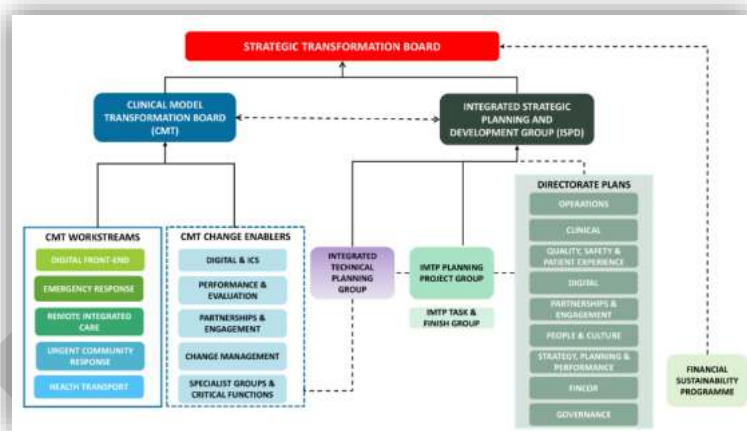 STRATEGIC TRANSFORMATION BOARD
CLINICAL MODEL
TRANSFORMATION BOARD
(CMT)
INTEGRATED STRATEGIC
PLANNING AND
DEVELOPMENT GROUP (ISPD)
CMT WORKSTREAMS
DIGITAL FRONT-END
EMERGENCY RESPONSE
REMOTE INTEGRATED
CARE
URGENT COMMUNITY
RESPONSE
HEALTH TRANSPORT
CMT CHANGE ENABLERS
DIGITAL & ICS
PERFORMANCE &
EVALUATION
PARTNERSHIPS &
ENGAGEMENT
CHANGE MANAGEMENT
SPECIALIST GROUPS &
CRITICAL FUNCTIONS
INTEGRATED
TECHNICAL PLANNING
GROUP
IMTP PLANNING
PROJECT GROUP
IMTP TASK &
FINISH GROUP
DIRECTORATE PLANS
OPERATIONS
CLINICAL
QUALITY, SAFETY &
PATIENT EXPERIENCE
DIGITAL
PARTNERSHIPS &
ENGAGEMENT
PEOPLE & CULTURE
STRATEGY, PLANNING &
PERFORMANCE
FINCOR
GOVERNANCE
FINANCIAL
SUSTAINABILITY
PROGRAMME